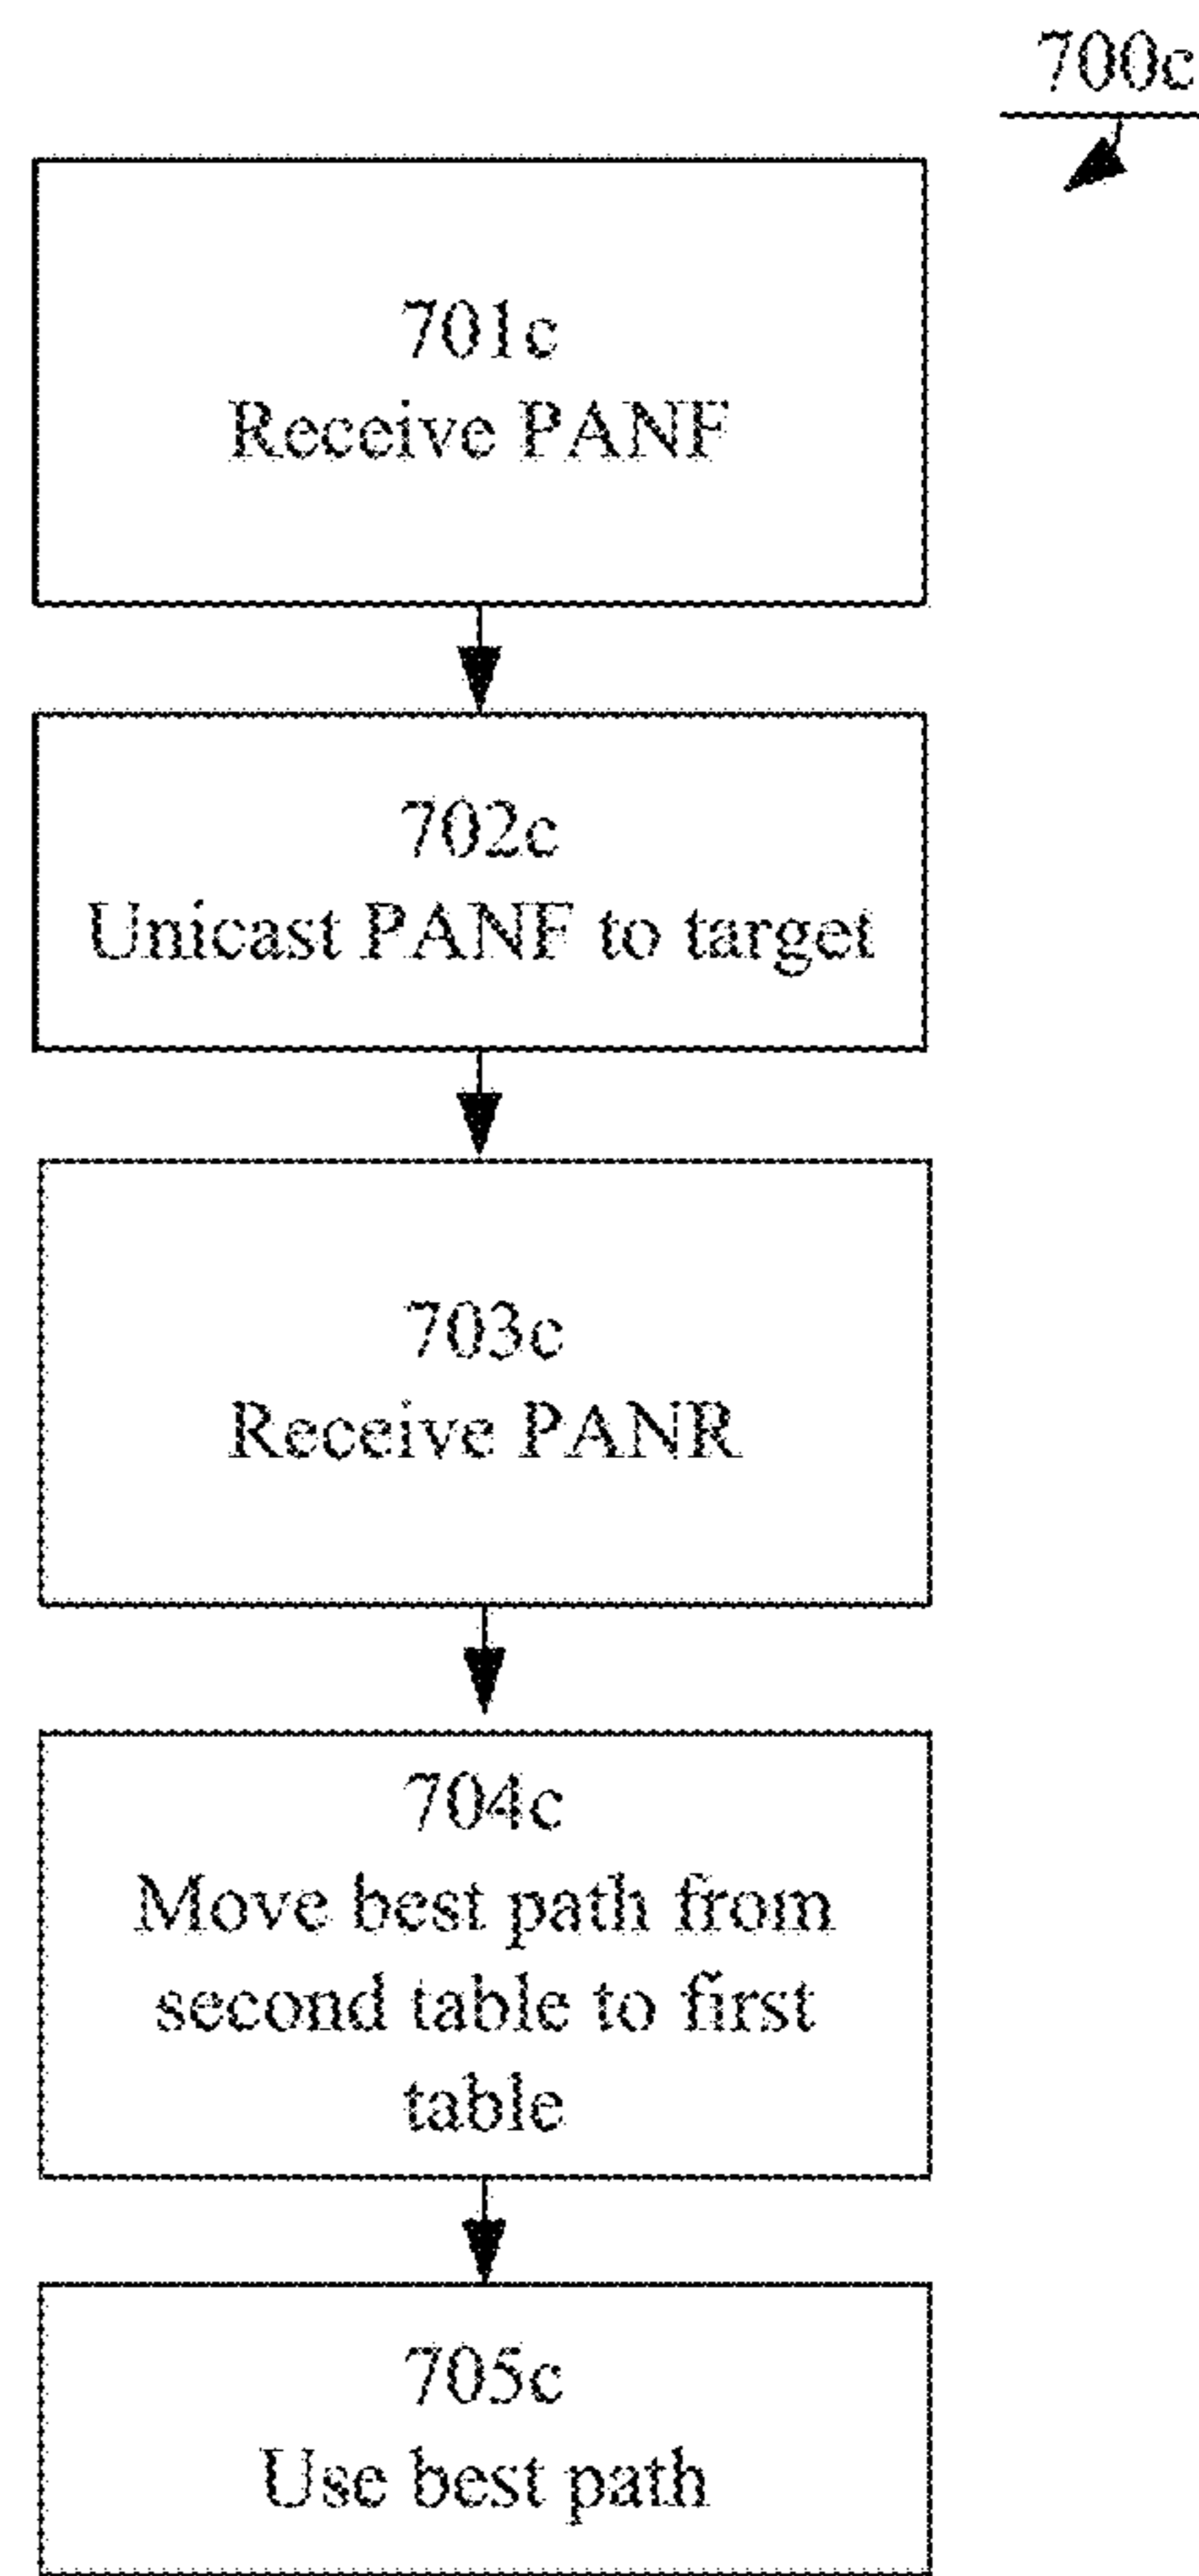 700c
701c
Receive PANF
702c
Unicast PANF to target
703c
Receive PANR
704c
Move best path from
second table to first
table
705c
Use best path